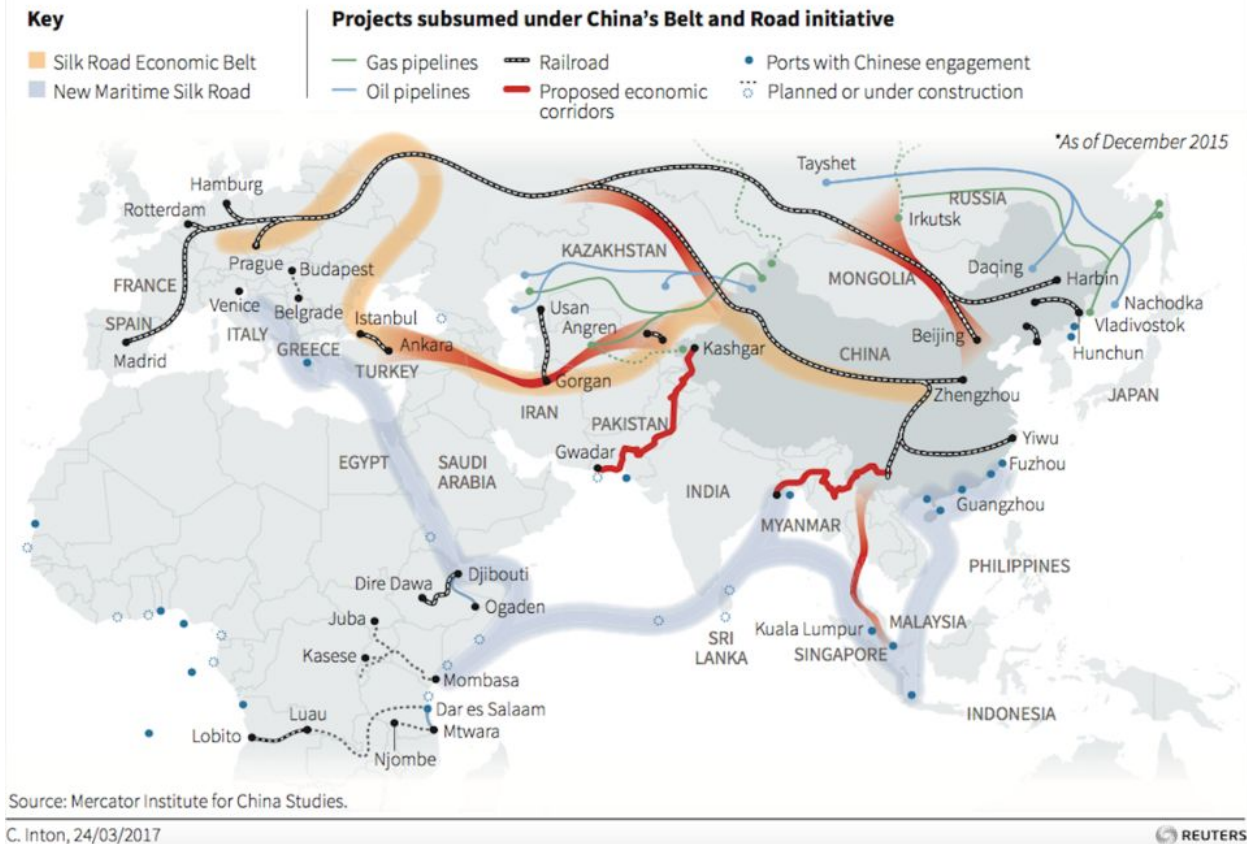 Key
Silk Road Economic Belt
New Maritime Silk Road
Projects subsumed under China's Belt and Road initiative
Gas pipelines
Oil pipelines
Railroad
Proposed economic
corridors
Ports with Chinese engagement
Planned or under construction
*As of December 2015
Tayshet
Hamburg
RUSSIA
Rotterdam
Irkutsk
KAZAKHSTAN
Prague
Budapest
Daqing
Harbin
MONGOLIA
FRANCE
Venice
Belgrade
Usan
Nachodka
SPAIN
ITALY
Istanbul
Angren
Vladivostok
GREECE
Ankara
Kashgar
CHINA
Beijing
Hunchun
Madrid
TURKEY
Gorgan
Zhengzhou
JAPAN
IRAN
PAKISTAN
Yiwu
Gwadar
Fuzhou
EGYPT
SAUDI
ARABIA
INDIA
Guangzhou
MYANMAR
PHILIPPINES
Dire Dawa
Djibouti
Ogaden
Juba
MALAYSIA
Kuala Lumpur
SRI
LANKA
SINGAPORE
Kasese
Mombasa
Dar es Salaam
INDONESIA
Luau
Lobito
Mtwara
Njombe
Source: Mercator Institute for China Studies.
C. Inton, 24/03/2017
REUTERS